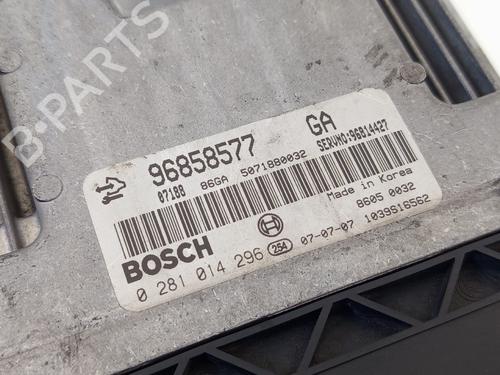 B-PARTS
96858577 GA
07188 B6GA 5071880032 SERVNO:96814427
Made in Korea
BOSCH 8605 0032
0 281 014 296 254 07-07-07 1039S16562